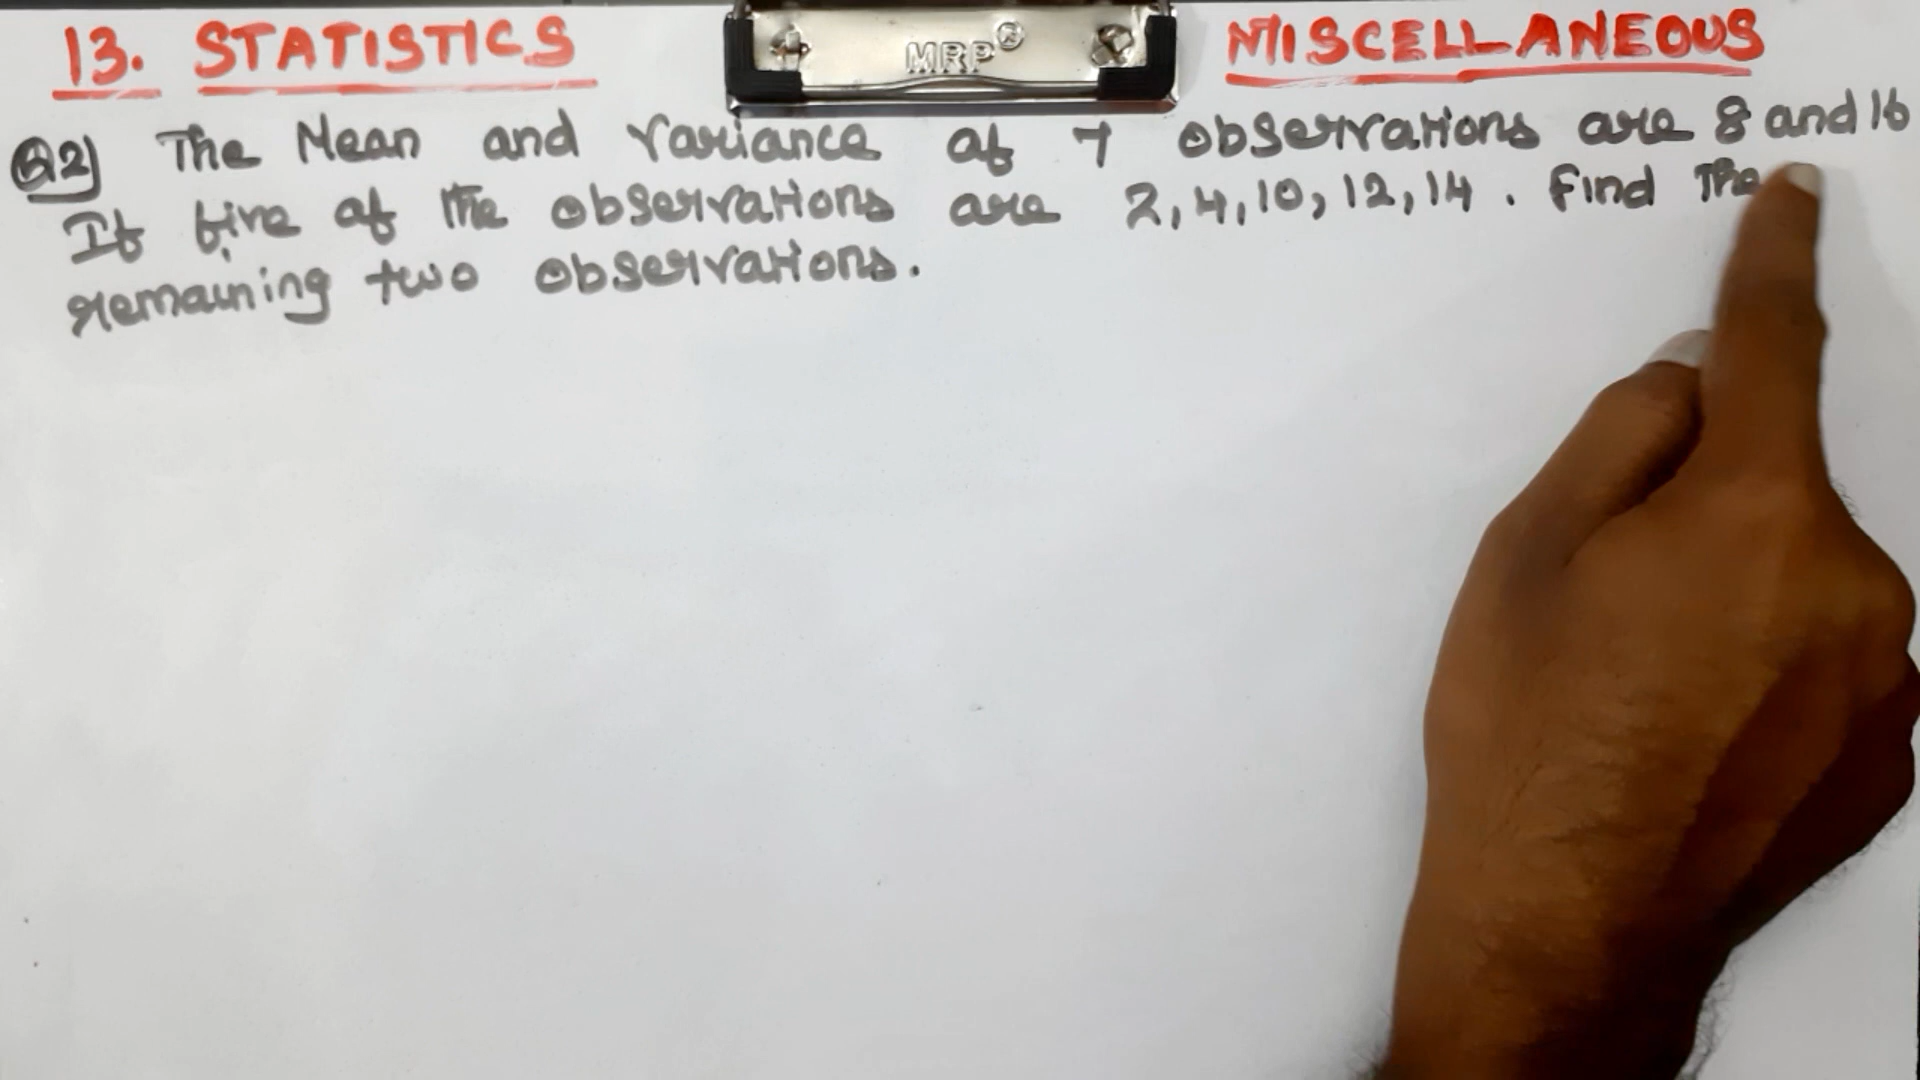 13. STATISTICS MRP® MISCELLANEOUS
Q2) The Mean and Variance of 7 observations are 8 and 16
If five of the observations are 2, 4, 10, 12, 14. Find the
remaining two observations.